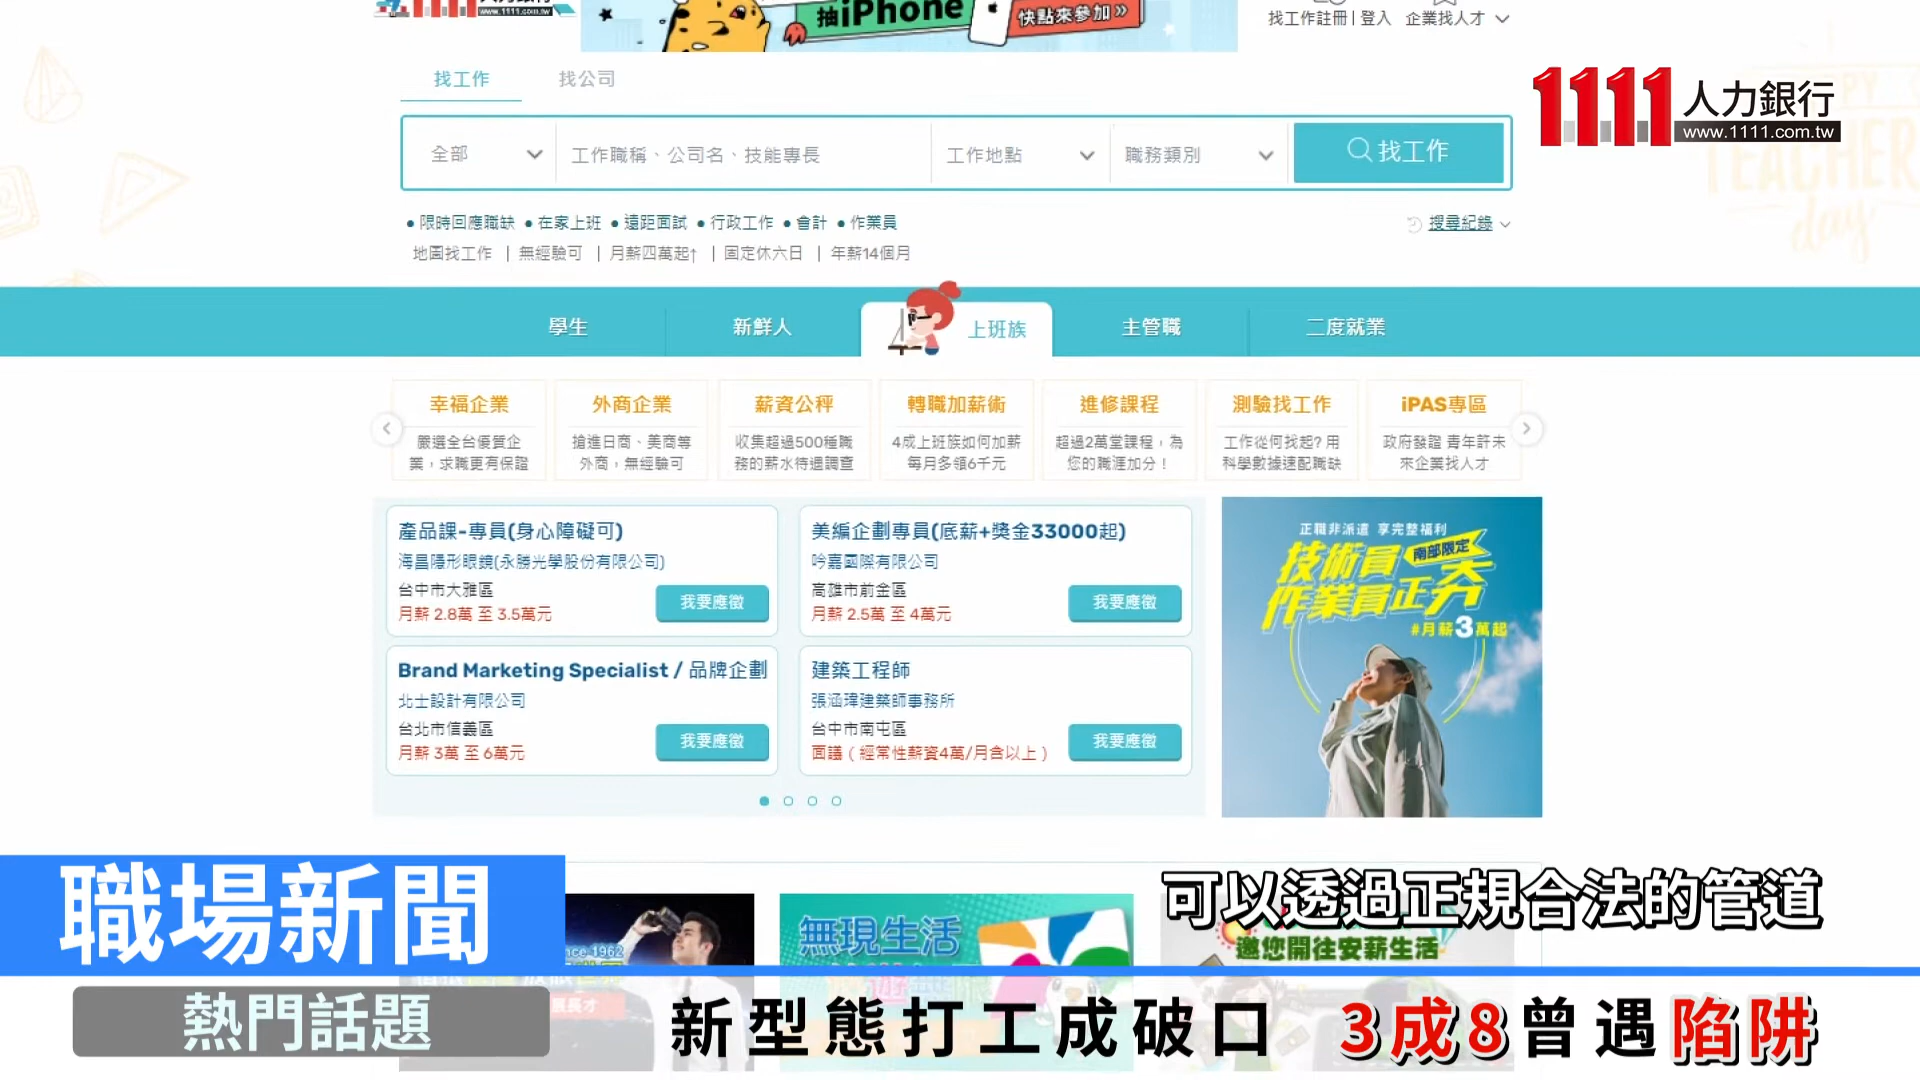 1111 人力銀行
www.1111.com.tw
抽iPhone
快點來參加》
找工作註冊 | 登入 企業找人才
找工作 找公司
1111 人力銀行
www.1111.com.tw
全部 工作職稱、公司名、技能專長 工作地點 職務類別 找工作
● 限時回應職缺 ● 在家上班 ● 遠距面試 ● 行政工作 ● 會計 ● 作業員
搜尋紀錄
地圖找工作 | 無經驗可 | 月薪四萬起↑ | 固定休六日 | 年薪14個月
學生 新鮮人 上班族 主管職 二度就業
幸福企業
嚴選全台優質企
業，求職更有保證
外商企業
搶進日商、美商等
外商，無經驗可
薪資公秤
收集超過500種職
務的薪水待遇調查
轉職加薪術
4成上班族如何加薪
每月多領6千元
進修課程
超過2萬堂課程，為
您的職涯加分！
測驗找工作
工作從何找起? 用
科學數據速配職缺
iPAS專區
政府發證 青年許未
來企業找人才
產品課-專員(身心障礙可)
海昌隱形眼鏡(永勝光學股份有限公司)
台中市大雅區
月薪 2.8萬 至 3.5萬元
我要應徵
美編企劃專員(底薪+獎金33000起)
吟嘉國際有限公司
高雄市前金區
月薪 2.5萬 至 4萬元
我要應徵
Brand Marketing Specialist / 品牌企劃
北士設計有限公司
台北市信義區
月薪 3萬 至 6萬元
我要應徵
建築工程師
張涵瑋建築師事務所
台中市南屯區
面議 ( 經常性薪資4萬/月含以上 )
我要應徵
正職非派遣 享完整福利
技術員 南部限定
作業員正夯
#月薪3萬起
可以透過正規合法的管道
職場新聞
nce 1962
無現生活
邀您開往安薪生活
展長才
熱門話題
新型態打工成破口 3成8曾遇陷阱